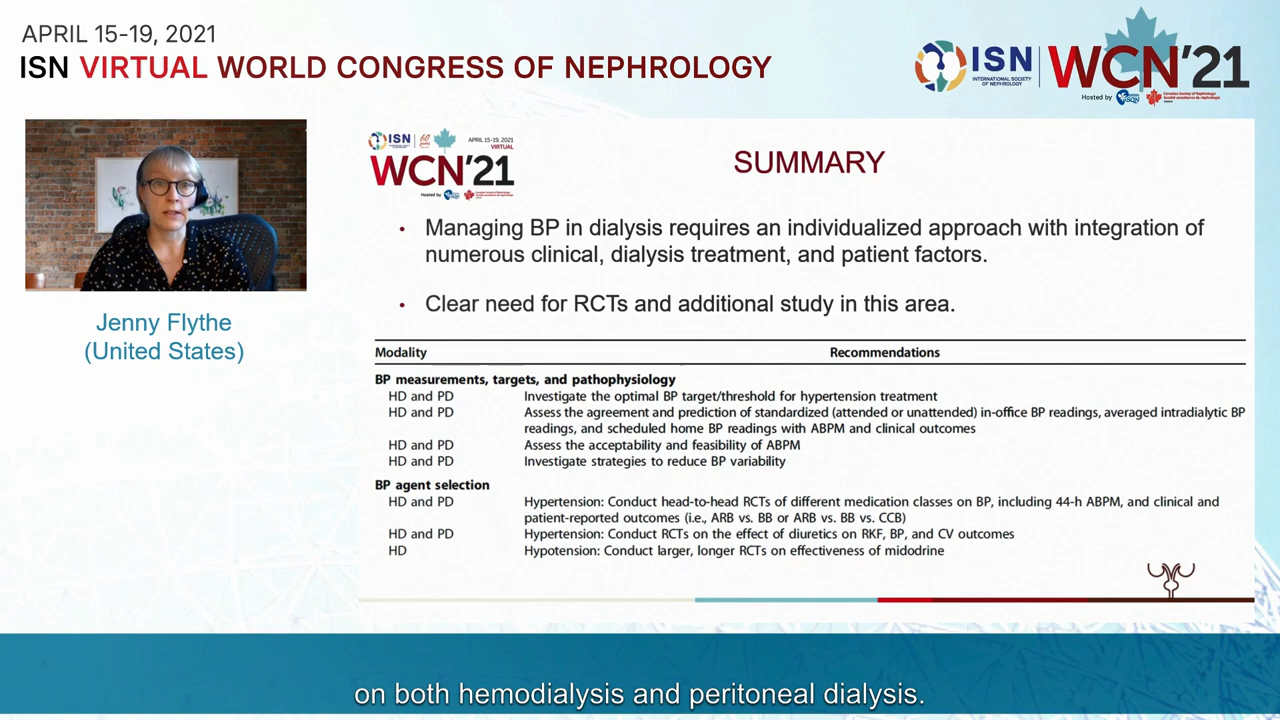 APRIL 15-19, 2021
ISN VIRTUAL WORLD CONGRESS OF NEPHROLOGY
ISN
INTERNATIONAL SOCIETY
OF NEPHROLOGY
WCN'21
Hosted by
Jenny Flythe
(United States)
ISN
60
APRIL 15-19, 2021
VIRTUAL
WCN'21
Hosted by
SUMMARY
• Managing BP in dialysis requires an individualized approach with integration of
numerous clinical, dialysis treatment, and patient factors.
• Clear need for RCTs and additional study in this area.
Modality Recommendations
BP measurements, targets, and pathophysiology
HD and PD Investigate the optimal BP target/threshold for hypertension treatment
HD and PD Assess the agreement and prediction of standardized (attended or unattended) in-office BP readings, averaged intradialytic BP
readings, and scheduled home BP readings with ABPM and clinical outcomes
HD and PD Assess the acceptability and feasibility of ABPM
HD and PD Investigate strategies to reduce BP variability
BP agent selection
HD and PD Hypertension: Conduct head-to-head RCTs of different medication classes on BP, including 44-h ABPM, and clinical and
patient-reported outcomes (i.e., ARB vs. BB or ARB vs. BB vs. CCB)
HD and PD Hypertension: Conduct RCTs on the effect of diuretics on RKF, BP, and CV outcomes
HD Hypotension: Conduct larger, longer RCTs on effectiveness of midodrine
on both hemodialysis and peritoneal dialysis.